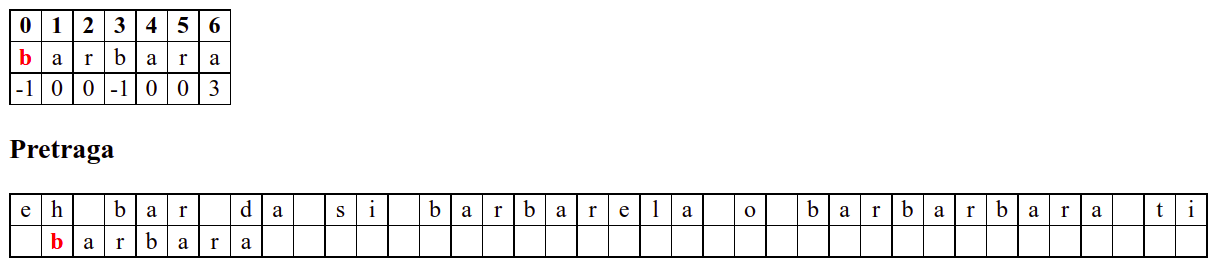 0 1 2 3 4 5 6
b a r b a r a
-1 0 0 -1 0 0 3
Pretraga
e h b a r d a s i b a r b a r e l a o b a r b a r b a r a t i
b a r b a r a